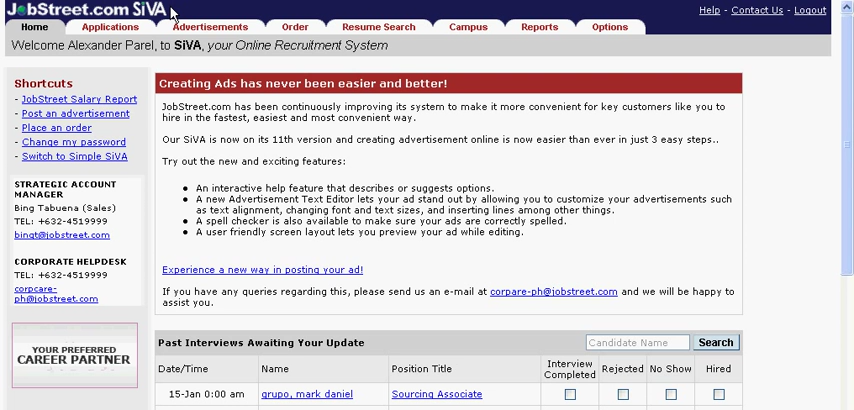 JobStreet.com SiVA
Help - Contact Us - Logout
Home Applications Advertisements Order Resume Search Campus Reports Options
Welcome Alexander Parel, to SiVA, your Online Recruitment System
Shortcuts
- JobStreet Salary Report
- Post an advertisement
- Place an order
- Change my password
- Switch to Simple SiVA
STRATEGIC ACCOUNT
MANAGER
Bing Tabuena (Sales)
TEL: +632-4519999
bingt@jobstreet.com
CORPORATE HELPDESK
TEL: +632-4519999
corpcare-
ph@jobstreet.com
YOUR PREFERRED
CAREER PARTNER
Creating Ads has never been easier and better!
JobStreet.com has been continuously improving its system to make it more convenient for key customers like you to
hire in the fastest, easiest and most convenient way.
Our SiVA is now on its 11th version and creating advertisement online is now easier than ever in just 3 easy steps..
Try out the new and exciting features:
● An interactive help feature that describes or suggests options.
● A new Advertisement Text Editor lets your ad stand out by allowing you to customize your advertisements such
as text alignment, changing font and text sizes, and inserting lines among other things.
● A spell checker is also available to make sure your ads are correctly spelled.
● A user friendly screen layout lets you preview your ad while editing.
Experience a new way in posting your ad!
If you have any queries regarding this, please send us an e-mail at corpare-ph@jobstreet.com and we will be happy to
assist you.
Past Interviews Awaiting Your Update Candidate Name Search
Date/Time Name Position Title Interview Completed Rejected No Show Hired
15-Jan 0:00 am grupo, mark daniel Sourcing Associate